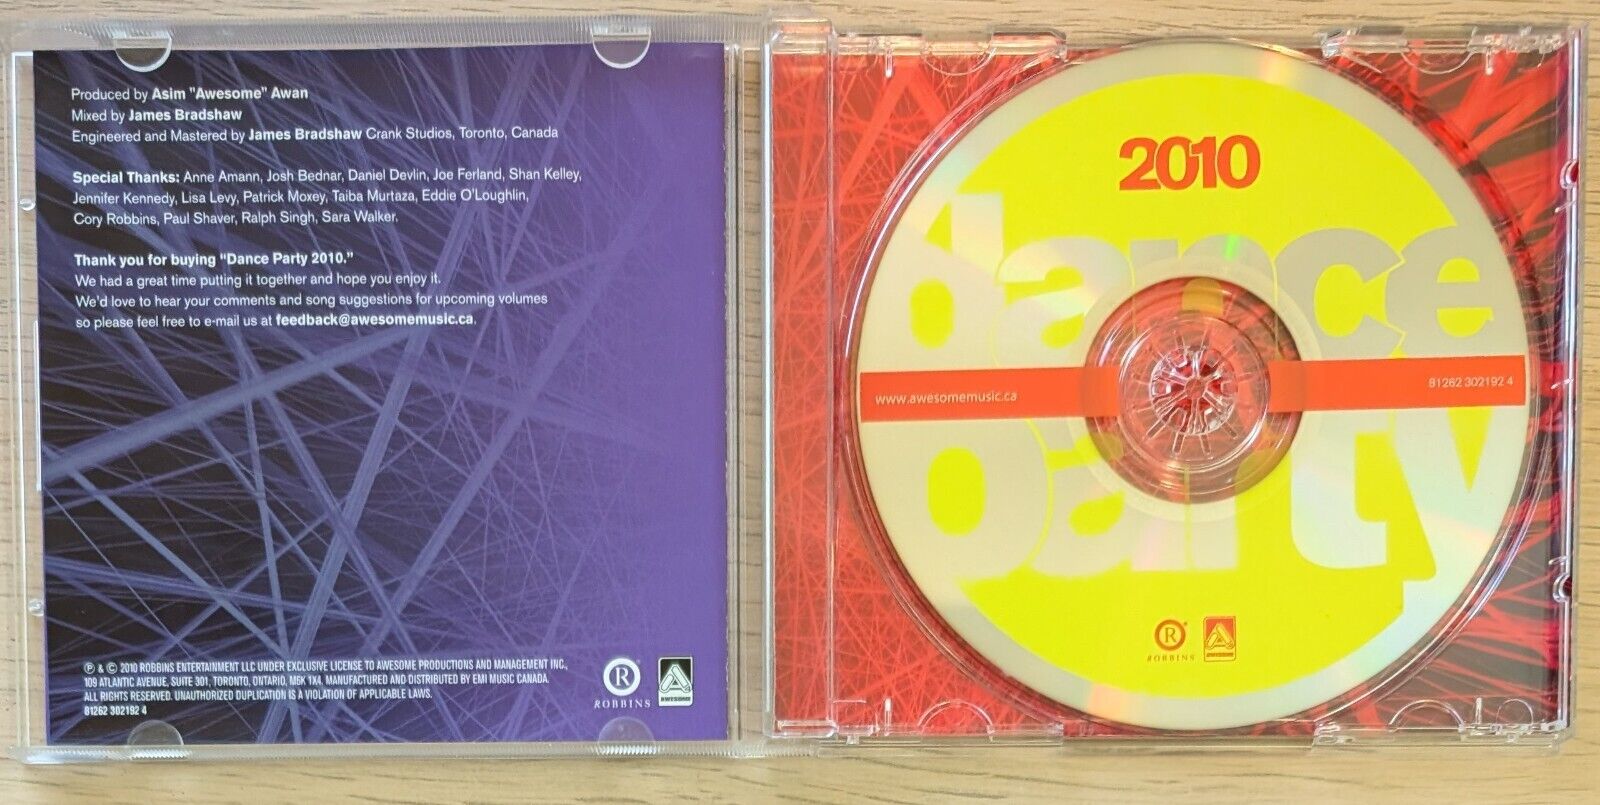 Produced by Asim "Awesome" Awan
Mixed by James Bradshaw
Engineered and Mastered by James Bradshaw Crank Studios, Toronto, Canada
Special Thanks: Anne Amann, Josh Bednar, Daniel Devlin, Joe Ferland, Shan Kelley,
Jennifer Kennedy, Lisa Levy, Patrick Moxey, Taiba Murtaza, Eddie O'Loughlin,
Cory Robbins, Paul Shaver, Ralph Singh, Sara Walker.
Thank you for buying “Dance Party 2010.”
We had a great time putting it together and hope you enjoy it.
We'd love to hear your comments and song suggestions for upcoming volumes
so please feel free to e-mail us at feedback@awesomemusic.ca.
℗ & © 2010 ROBBINS ENTERTAINMENT LLC UNDER EXCLUSIVE LICENSE TO AWESOME PRODUCTIONS AND MANAGEMENT INC.,
109 ATLANTIC AVENUE, SUITE 301, TORONTO, ONTARIO, M6K 1X4, MANUFACTURED AND DISTRIBUTED BY EMI MUSIC CANADA.
ALL RIGHTS RESERVED. UNAUTHORIZED DUPLICATION IS A VIOLATION OF APPLICABLE LAWS.
81262 302192 4
R
ROBBINS
A
AWESOME
2010
dance
www.awesomemusic.ca
81262 302192 4
party
R
ROBBINS
A
AWESOME